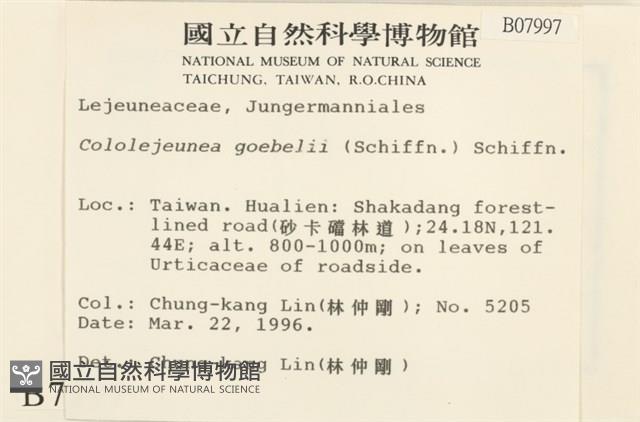 國立自然科學博物館 B07997
NATIONAL MUSEUM OF NATURAL SCIENCE
TAICHUNG, TAIWAN, R.O.CHINA
Lejeuneaceae, Jungermanniales
Cololejeunea goebelii (Schiffn.) Schiffn.
Loc.: Taiwan. Hualien: Shakadang forest-
lined road(砂卡礑林道);24.18N,121.
44E; alt. 800-1000m; on leaves of
Urticaceae of roadside.
Col.: Chung-kang Lin(林仲剛); No. 5205
Date: Mar. 22, 1996.
Det.: Chung-kang Lin(林仲剛)
國立自然科學博物館
NATIONAL MUSEUM OF NATURAL SCIENCE
B7